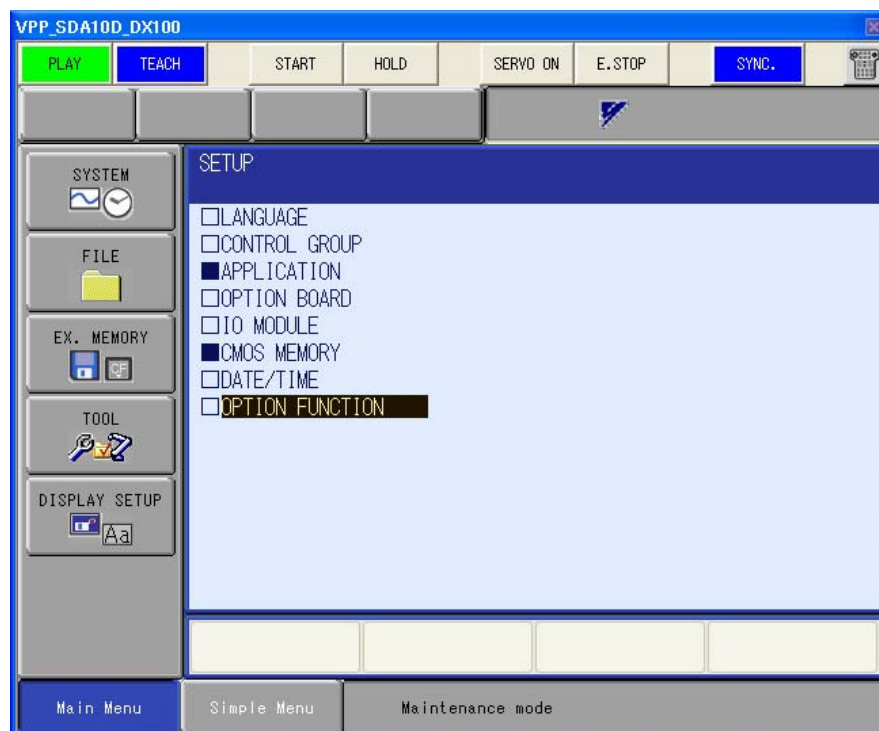 VPP_SDA10D_DX100
PLAY TEACH START HOLD SERVO ON E.STOP SYNC.
SYSTEM
FILE
EX. MEMORY
CF
TOOL
DISPLAY SETUP
Aa
SETUP
LANGUAGE
CONTROL GROUP
APPLICATION
OPTION BOARD
IO MODULE
CMOS MEMORY
DATE/TIME
OPTION FUNCTION
Main Menu Simple Menu Maintenance mode